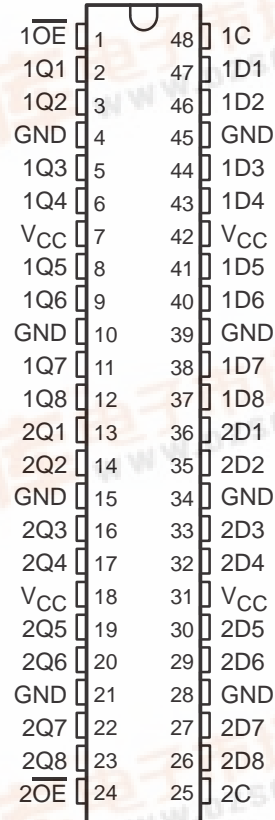 1O̅E̅ 1 48 1C
1Q1 2 47 1D1
1Q2 3 46 1D2
GND 4 45 GND
1Q3 5 44 1D3
1Q4 6 43 1D4
VCC 7 42 VCC
1Q5 8 41 1D5
1Q6 9 40 1D6
GND 10 39 GND
1Q7 11 38 1D7
1Q8 12 37 1D8
2Q1 13 36 2D1
2Q2 14 35 2D2
GND 15 34 GND
2Q3 16 33 2D3
2Q4 17 32 2D4
VCC 18 31 VCC
2Q5 19 30 2D5
2Q6 20 29 2D6
GND 21 28 GND
2Q7 22 27 2D7
2Q8 23 26 2D8
2O̅E̅ 24 25 2C